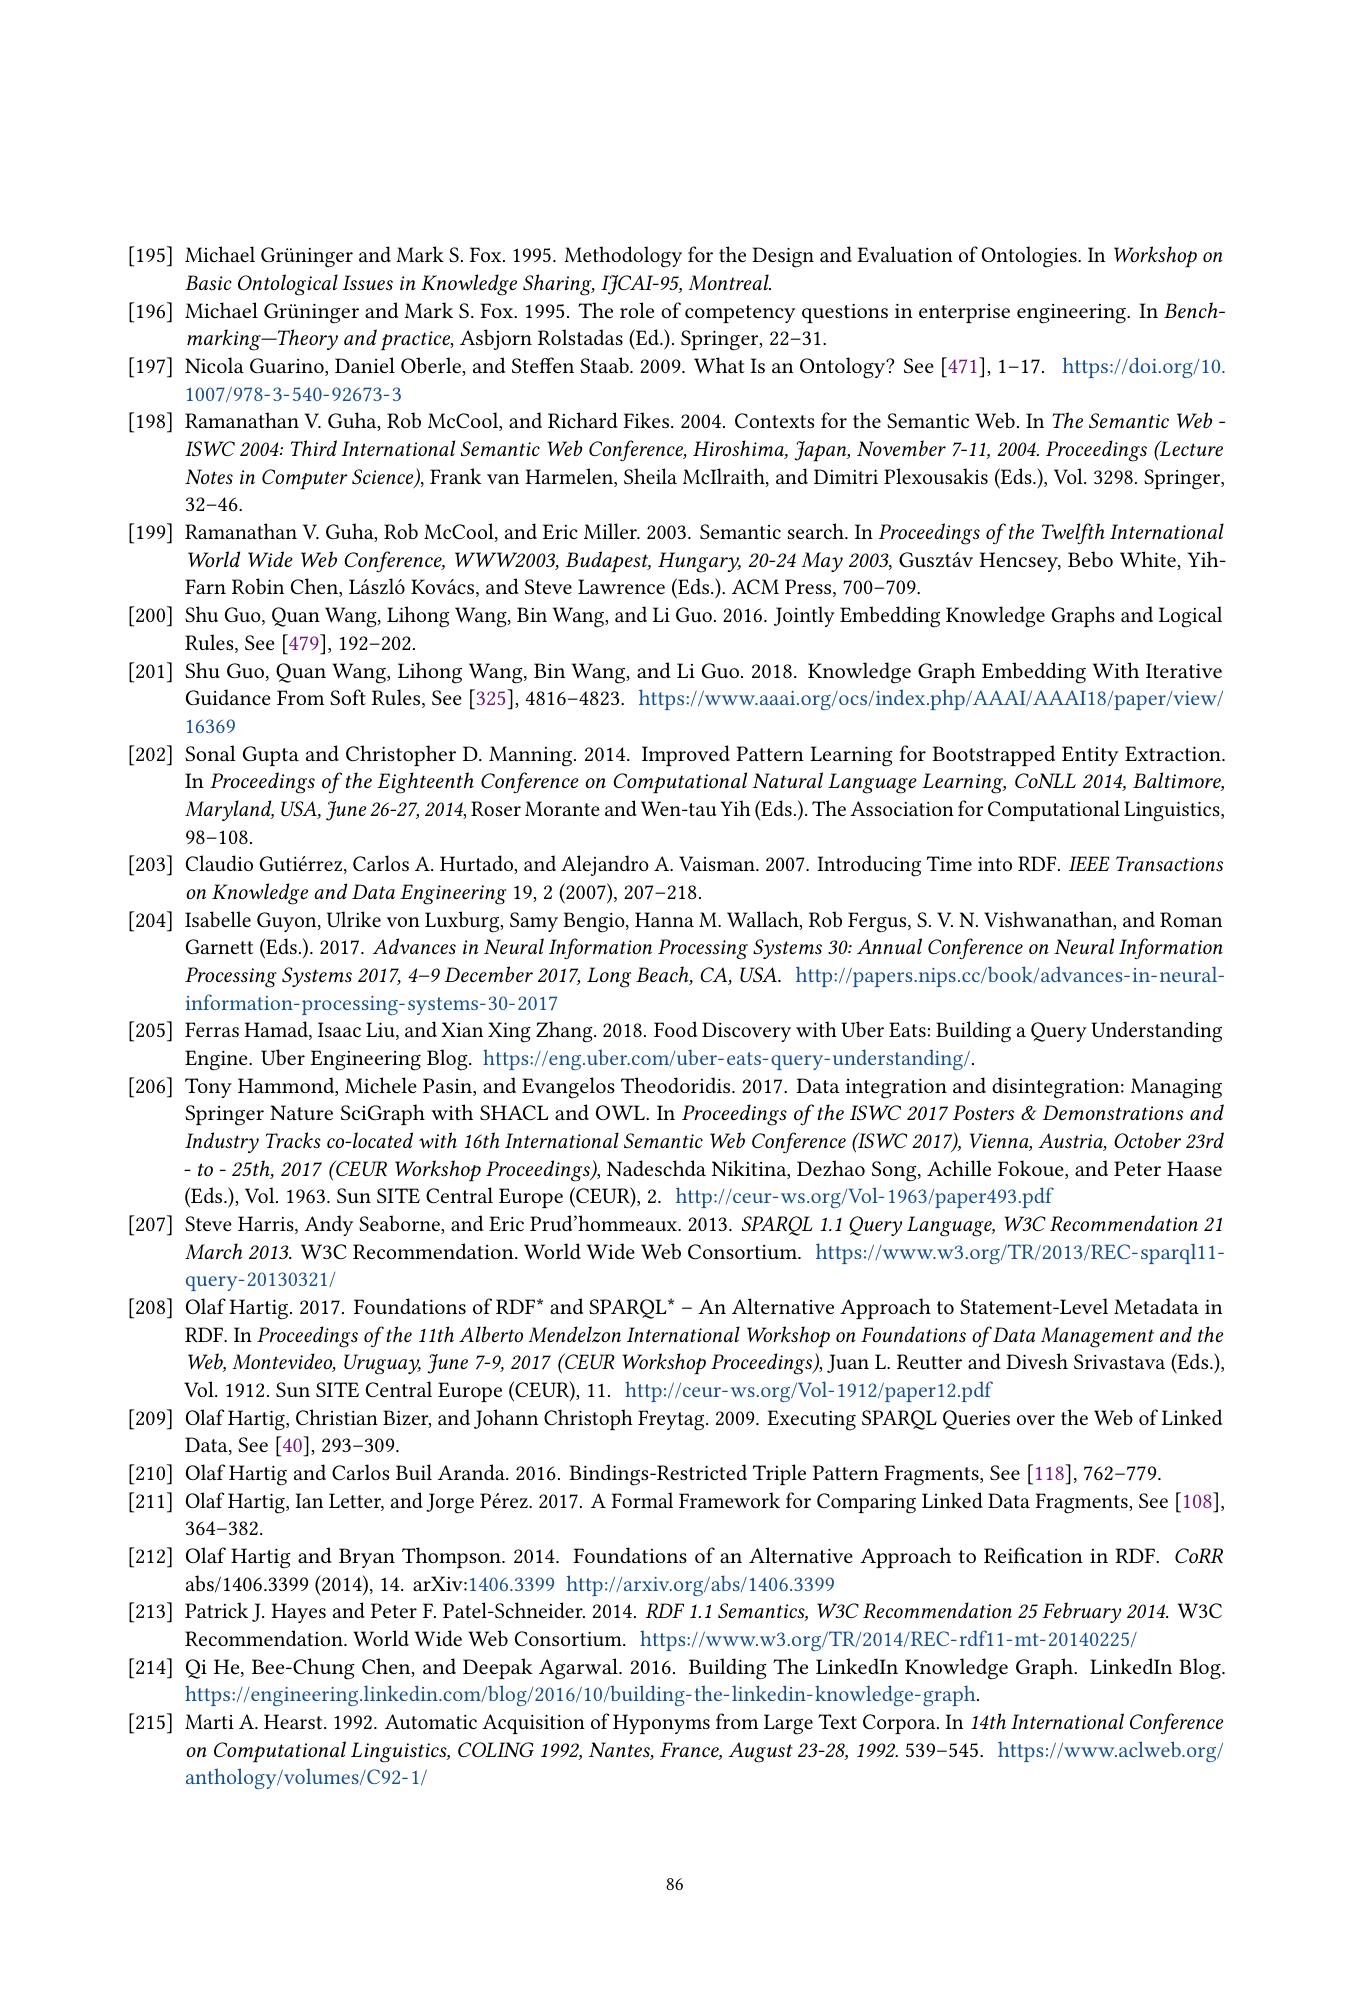 [195] Michael Grüninger and Mark S. Fox. 1995. Methodology for the Design and Evaluation of Ontologies. In Workshop on
Basic Ontological Issues in Knowledge Sharing, IJCAI-95, Montreal.
[196] Michael Grüninger and Mark S. Fox. 1995. The role of competency questions in enterprise engineering. In Bench-
marking—Theory and practice, Asbjorn Rolstadas (Ed.). Springer, 22–31.
[197] Nicola Guarino, Daniel Oberle, and Steffen Staab. 2009. What Is an Ontology? See [471], 1–17. https://doi.org/10.
1007/978-3-540-92673-3
[198] Ramanathan V. Guha, Rob McCool, and Richard Fikes. 2004. Contexts for the Semantic Web. In The Semantic Web -
ISWC 2004: Third International Semantic Web Conference, Hiroshima, Japan, November 7-11, 2004. Proceedings (Lecture
Notes in Computer Science), Frank van Harmelen, Sheila McIlraith, and Dimitri Plexousakis (Eds.), Vol. 3298. Springer,
32–46.
[199] Ramanathan V. Guha, Rob McCool, and Eric Miller. 2003. Semantic search. In Proceedings of the Twelfth International
World Wide Web Conference, WWW2003, Budapest, Hungary, 20-24 May 2003, Gusztáv Hencsey, Bebo White, Yih-
Farn Robin Chen, László Kovács, and Steve Lawrence (Eds.). ACM Press, 700–709.
[200] Shu Guo, Quan Wang, Lihong Wang, Bin Wang, and Li Guo. 2016. Jointly Embedding Knowledge Graphs and Logical
Rules, See [479], 192–202.
[201] Shu Guo, Quan Wang, Lihong Wang, Bin Wang, and Li Guo. 2018. Knowledge Graph Embedding With Iterative
Guidance From Soft Rules, See [325], 4816–4823. https://www.aaai.org/ocs/index.php/AAAI/AAAI18/paper/view/
16369
[202] Sonal Gupta and Christopher D. Manning. 2014. Improved Pattern Learning for Bootstrapped Entity Extraction.
In Proceedings of the Eighteenth Conference on Computational Natural Language Learning, CoNLL 2014, Baltimore,
Maryland, USA, June 26-27, 2014, Roser Morante and Wen-tau Yih (Eds.). The Association for Computational Linguistics,
98–108.
[203] Claudio Gutiérrez, Carlos A. Hurtado, and Alejandro A. Vaisman. 2007. Introducing Time into RDF. IEEE Transactions
on Knowledge and Data Engineering 19, 2 (2007), 207–218.
[204] Isabelle Guyon, Ulrike von Luxburg, Samy Bengio, Hanna M. Wallach, Rob Fergus, S. V. N. Vishwanathan, and Roman
Garnett (Eds.). 2017. Advances in Neural Information Processing Systems 30: Annual Conference on Neural Information
Processing Systems 2017, 4–9 December 2017, Long Beach, CA, USA. http://papers.nips.cc/book/advances-in-neural-
information-processing-systems-30-2017
[205] Ferras Hamad, Isaac Liu, and Xian Xing Zhang. 2018. Food Discovery with Uber Eats: Building a Query Understanding
Engine. Uber Engineering Blog. https://eng.uber.com/uber-eats-query-understanding/.
[206] Tony Hammond, Michele Pasin, and Evangelos Theodoridis. 2017. Data integration and disintegration: Managing
Springer Nature SciGraph with SHACL and OWL. In Proceedings of the ISWC 2017 Posters & Demonstrations and
Industry Tracks co-located with 16th International Semantic Web Conference (ISWC 2017), Vienna, Austria, October 23rd
- to - 25th, 2017 (CEUR Workshop Proceedings), Nadeschda Nikitina, Dezhao Song, Achille Fokoue, and Peter Haase
(Eds.), Vol. 1963. Sun SITE Central Europe (CEUR), 2. http://ceur-ws.org/Vol-1963/paper493.pdf
[207] Steve Harris, Andy Seaborne, and Eric Prud'hommeaux. 2013. SPARQL 1.1 Query Language, W3C Recommendation 21
March 2013. W3C Recommendation. World Wide Web Consortium. https://www.w3.org/TR/2013/REC-sparql11-
query-20130321/
[208] Olaf Hartig. 2017. Foundations of RDF* and SPARQL* – An Alternative Approach to Statement-Level Metadata in
RDF. In Proceedings of the 11th Alberto Mendelzon International Workshop on Foundations of Data Management and the
Web, Montevideo, Uruguay, June 7-9, 2017 (CEUR Workshop Proceedings), Juan L. Reutter and Divesh Srivastava (Eds.),
Vol. 1912. Sun SITE Central Europe (CEUR), 11. http://ceur-ws.org/Vol-1912/paper12.pdf
[209] Olaf Hartig, Christian Bizer, and Johann Christoph Freytag. 2009. Executing SPARQL Queries over the Web of Linked
Data, See [40], 293–309.
[210] Olaf Hartig and Carlos Buil Aranda. 2016. Bindings-Restricted Triple Pattern Fragments, See [118], 762–779.
[211] Olaf Hartig, Ian Letter, and Jorge Pérez. 2017. A Formal Framework for Comparing Linked Data Fragments, See [108],
364–382.
[212] Olaf Hartig and Bryan Thompson. 2014. Foundations of an Alternative Approach to Reification in RDF. CoRR
abs/1406.3399 (2014), 14. arXiv:1406.3399 http://arxiv.org/abs/1406.3399
[213] Patrick J. Hayes and Peter F. Patel-Schneider. 2014. RDF 1.1 Semantics, W3C Recommendation 25 February 2014. W3C
Recommendation. World Wide Web Consortium. https://www.w3.org/TR/2014/REC-rdf11-mt-20140225/
[214] Qi He, Bee-Chung Chen, and Deepak Agarwal. 2016. Building The LinkedIn Knowledge Graph. LinkedIn Blog.
https://engineering.linkedin.com/blog/2016/10/building-the-linkedin-knowledge-graph.
[215] Marti A. Hearst. 1992. Automatic Acquisition of Hyponyms from Large Text Corpora. In 14th International Conference
on Computational Linguistics, COLING 1992, Nantes, France, August 23-28, 1992. 539–545. https://www.aclweb.org/
anthology/volumes/C92-1/
86